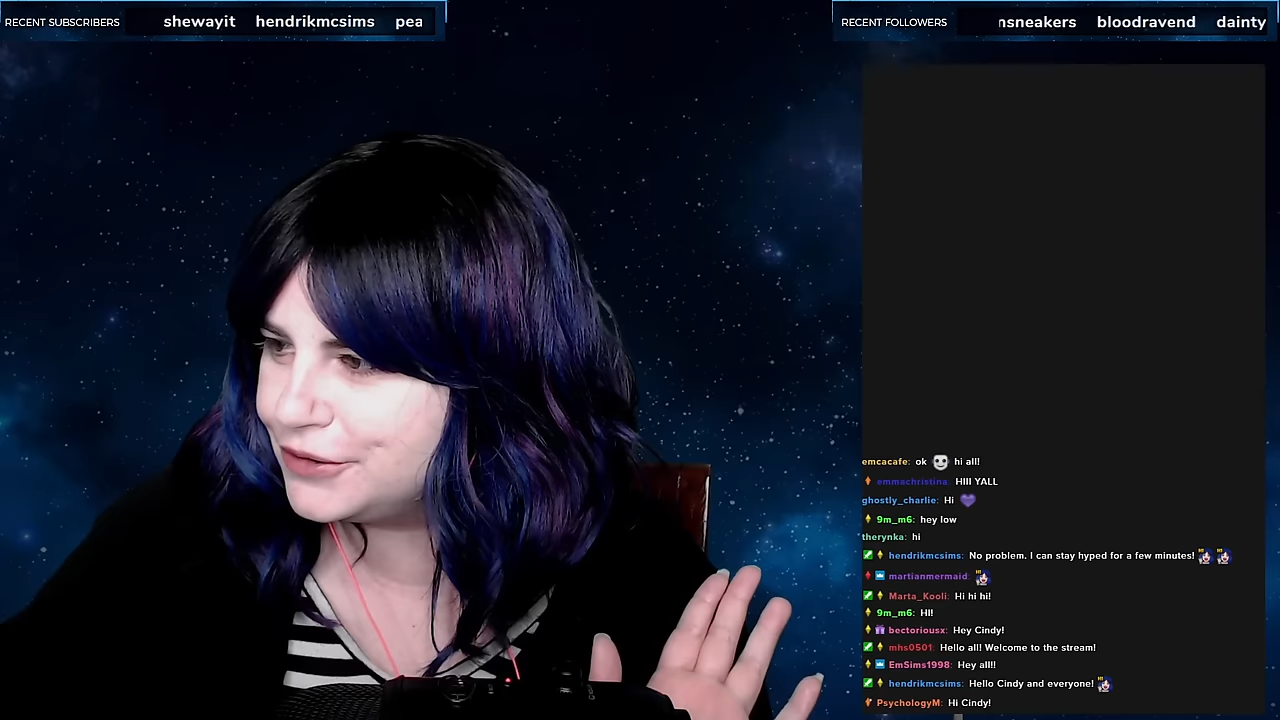 RECENT SUBSCRIBERS shewayit hendrikmcsims pea
RECENT FOLLOWERS nsneakers bloodravend dainty
emcacafe: ok hi all!
emmachristina: HIII YALL
ghostly_charlie: Hi
9m_m6: hey low
therynka: hi
hendrikmcsims: No problem. I can stay hyped for a few minutes!
martianmermaid:
Marta_Kooli: Hi hi hi!
9m_m6: HI!
bectoriousx: Hey Cindy!
mhs0501: Hello all! Welcome to the stream!
EmSims1998: Hey all!!
hendrikmcsims: Hello Cindy and everyone!
PsychologyM: Hi Cindy!